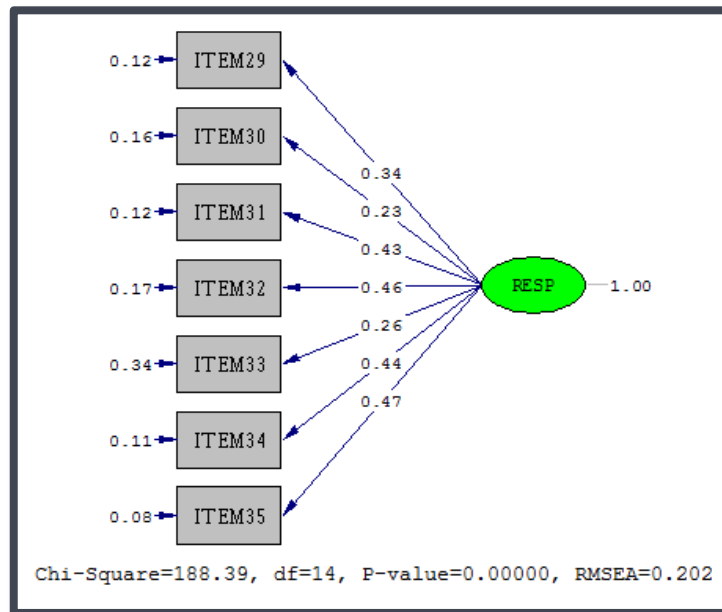 0.12 ITEM29
0.16 ITEM30
0.12 ITEM31
0.17 ITEM32
0.34 ITEM33
0.11 ITEM34
0.08 ITEM35
0.34
0.23
0.43
0.46
0.26
0.44
0.47
RESP 1.00
Chi-Square=188.39, df=14, P-value=0.00000, RMSEA=0.202